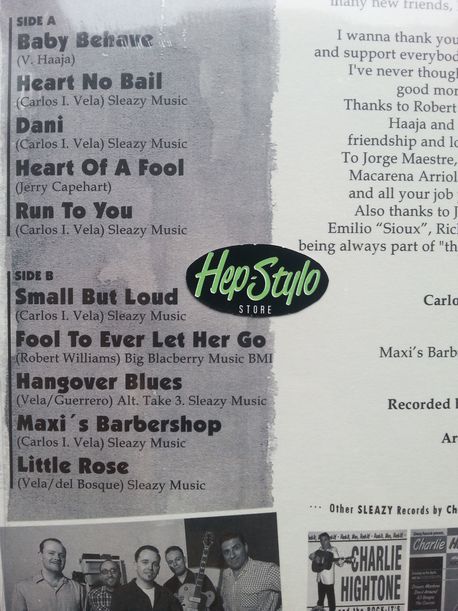 SIDE A
Baby Behave
(V. Haaja)
Heart No Bail
(Carlos I. Vela) Sleazy Music
Dani
(Carlos I. Vela) Sleazy Music
Heart Of A Fool
(Jerry Capehart)
Run To You
(Carlos I. Vela) Sleazy Music
SIDE B
Small But Loud
(Carlos I. Vela) Sleazy Music
Fool To Ever Let Her Go
(Robert Williams) Big Blacberry Music BMI
Hangover Blues
(Vela/Guerrero) Alt. Take 3. Sleazy Music
Maxi´s Barbershop
(Carlos I. Vela) Sleazy Music
Little Rose
(Vela/del Bosque) Sleazy Music
Hep-Stylo
STORE
many new friends,
I wanna thank you
and support everybod
I've never though
good mor
Thanks to Robert
Haaja and
friendship and lo
To Jorge Maestre,
Macarena Arriol
and all your job
Also thanks to J
Emilio "Sioux", Ric
being always part of "th
Carlo
Maxi's Barb
Recorded b
Ar
... Other SLEAZY Records by Ch
CHARLIE
HIGHTONE
Charlie